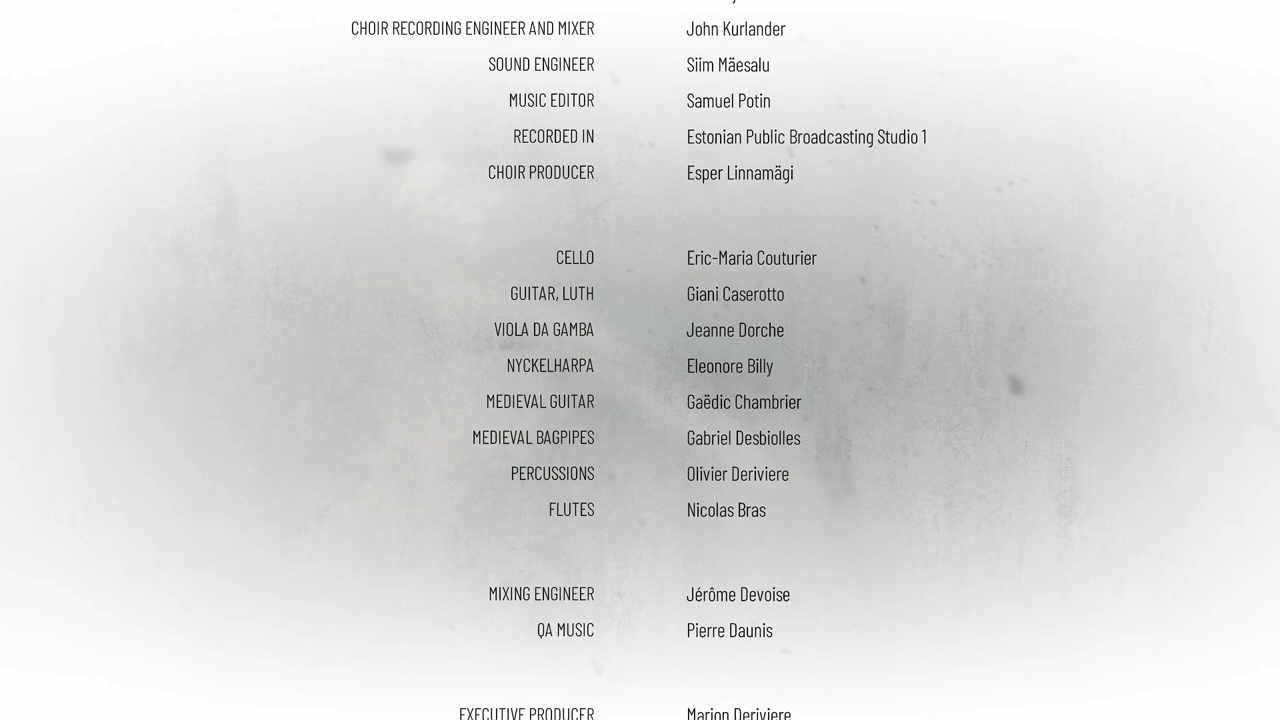 CHOIR RECORDING ENGINEER AND MIXER John Kurlander
SOUND ENGINEER Siim Mäesalu
MUSIC EDITOR Samuel Potin
RECORDED IN Estonian Public Broadcasting Studio 1
CHOIR PRODUCER Esper Linnamägi
CELLO Eric-Maria Couturier
GUITAR, LUTH Giani Caserotto
VIOLA DA GAMBA Jeanne Dorche
NYCKELHARPA Eleonore Billy
MEDIEVAL GUITAR Gaëdic Chambrier
MEDIEVAL BAGPIPES Gabriel Desbiolles
PERCUSSIONS Olivier Deriviere
FLUTES Nicolas Bras
MIXING ENGINEER Jérôme Devoise
QA MUSIC Pierre Daunis
EXECUTIVE PRODUCER Marion Deriviere